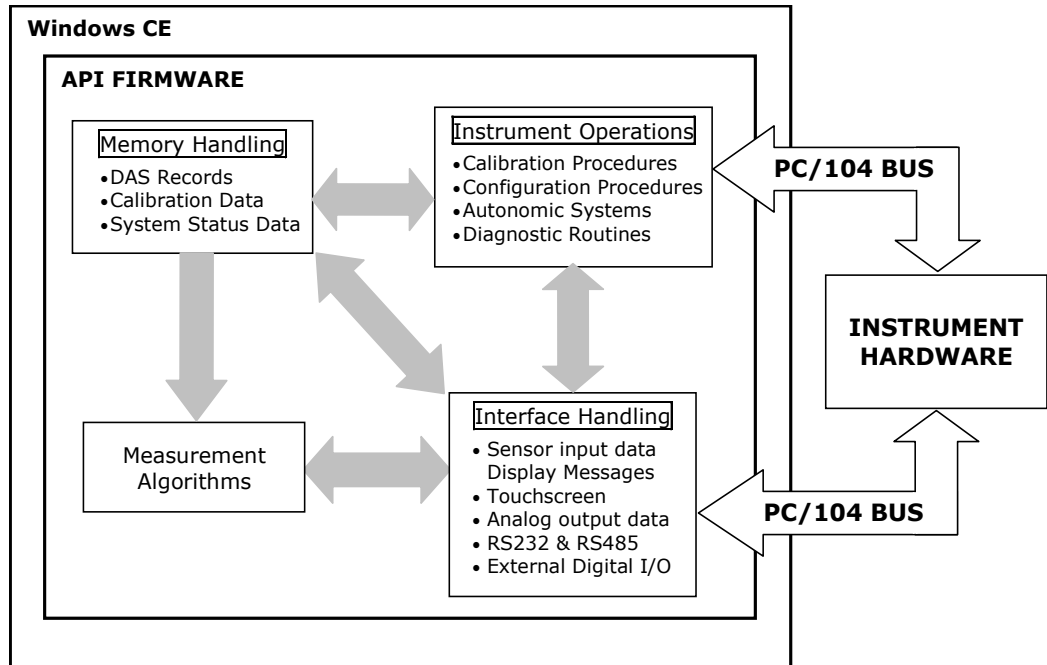 Windows CE
API FIRMWARE
Memory Handling
•DAS Records
•Calibration Data
•System Status Data
Instrument Operations
•Calibration Procedures
•Configuration Procedures
•Autonomic Systems
•Diagnostic Routines
PC/104 BUS
INSTRUMENT
HARDWARE
Measurement
Algorithms
Interface Handling
• Sensor input data
Display Messages
• Touchscreen
• Analog output data
• RS232 & RS485
• External Digital I/O
PC/104 BUS